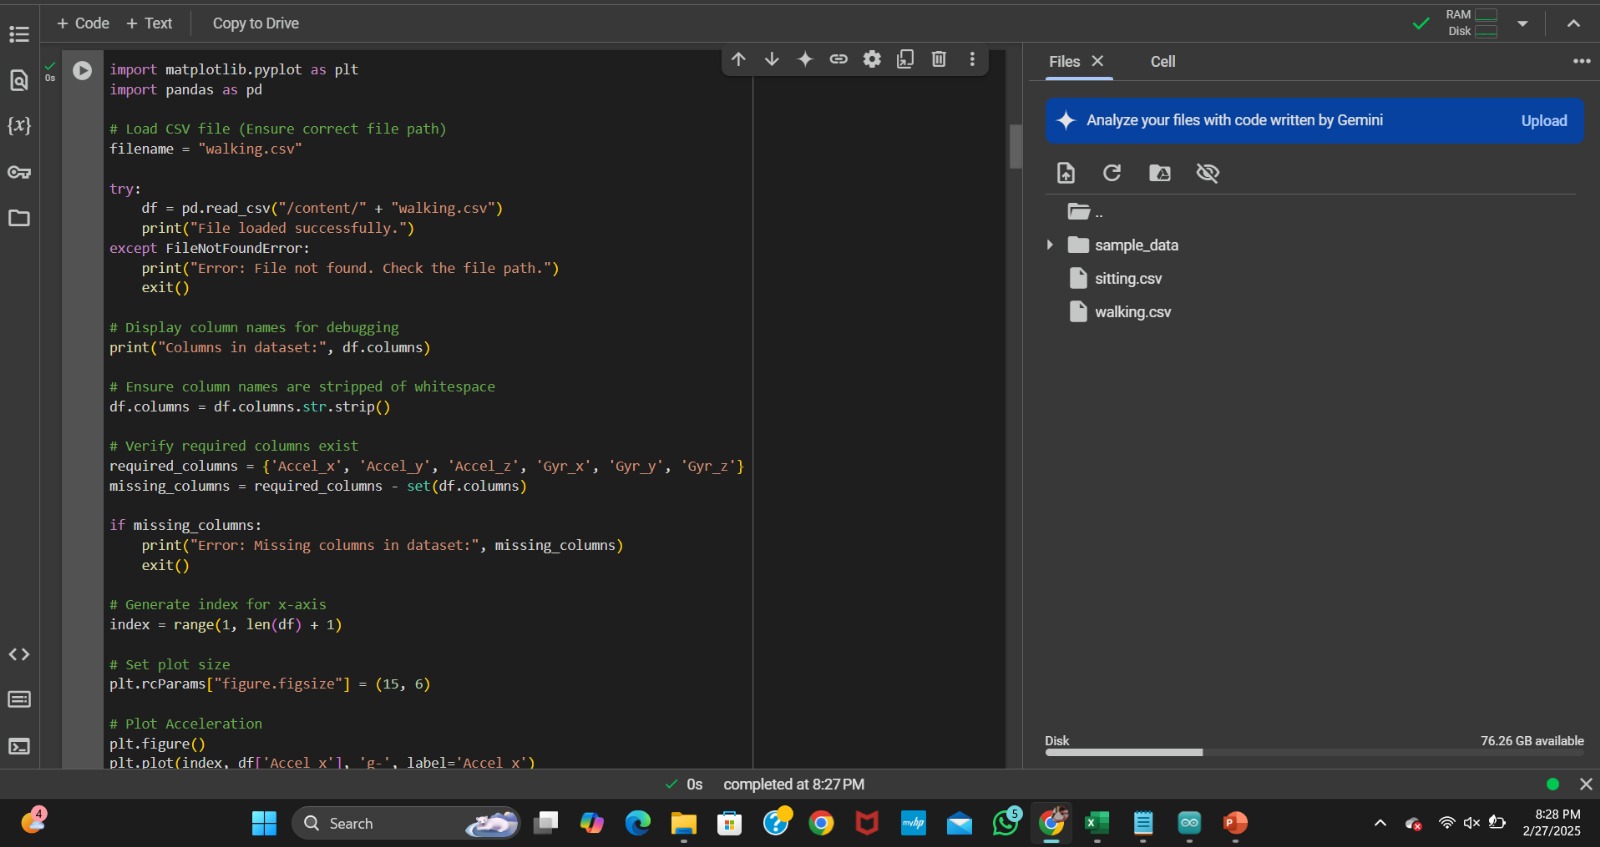 + Code + Text Copy to Drive
RAM
Disk
0s
import matplotlib.pyplot as plt
import pandas as pd
# Load CSV file (Ensure correct file path)
filename = "walking.csv"
try:
df = pd.read_csv("/content/" + "walking.csv")
print("File loaded successfully.")
except FileNotFoundError:
print("Error: File not found. Check the file path.")
exit()
# Display column names for debugging
print("Columns in dataset:", df.columns)
# Ensure column names are stripped of whitespace
df.columns = df.columns.str.strip()
# Verify required columns exist
required_columns = {'Accel_x', 'Accel_y', 'Accel_z', 'Gyr_x', 'Gyr_y', 'Gyr_z'}
missing_columns = required_columns - set(df.columns)
if missing_columns:
print("Error: Missing columns in dataset:", missing_columns)
exit()
# Generate index for x-axis
index = range(1, len(df) + 1)
# Set plot size
plt.rcParams["figure.figsize"] = (15, 6)
# Plot Acceleration
plt.figure()
plt.plot(index, df['Accel_x'], 'g-', label='Accel_x')
Files Cell
Analyze your files with code written by Gemini Upload
..
sample_data
sitting.csv
walking.csv
Disk 76.26 GB available
0s completed at 8:27 PM
4
Search
myhp
5
8:28 PM
2/27/2025